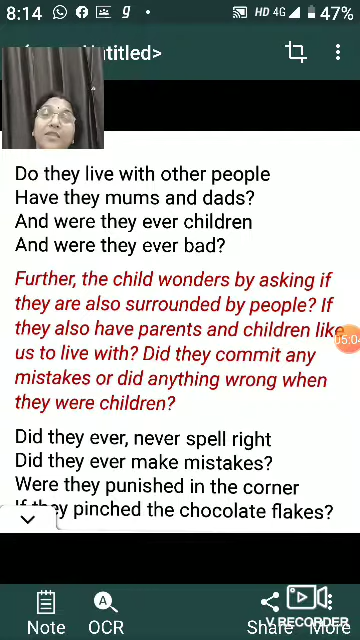 8:14 HD 4G 47%
Untitled>
Do they live with other people
Have they mums and dads?
And were they ever children
And were they ever bad?
Further, the child wonders by asking if
they are also surrounded by people? If
they also have parents and children like
us to live with? Did they commit any
mistakes or did anything wrong when
they were children?
05:04
Did they ever, never spell right
Did they ever make mistakes?
Were they punished in the corner
If they pinched the chocolate flakes?
V RECORDER
Note OCR Share More